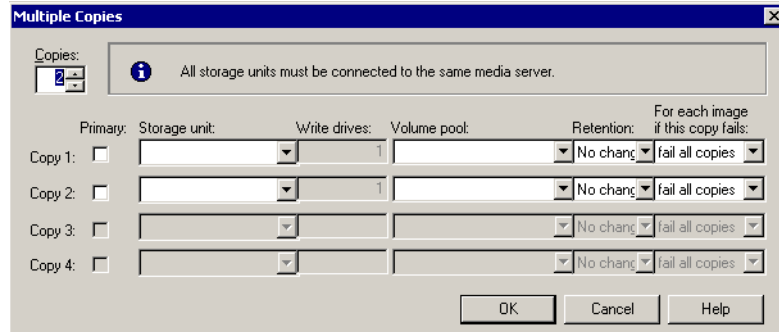 Multiple Copies
Copies:
2
All storage units must be connected to the same media server.
For each image
Primary: Storage unit: Write drives: Volume pool: Retention: if this copy fails:
Copy 1: 1 No chang fail all copies
Copy 2: 1 No chang fail all copies
Copy 3: No chang fail all copies
Copy 4: No chang fail all copies
OK Cancel Help